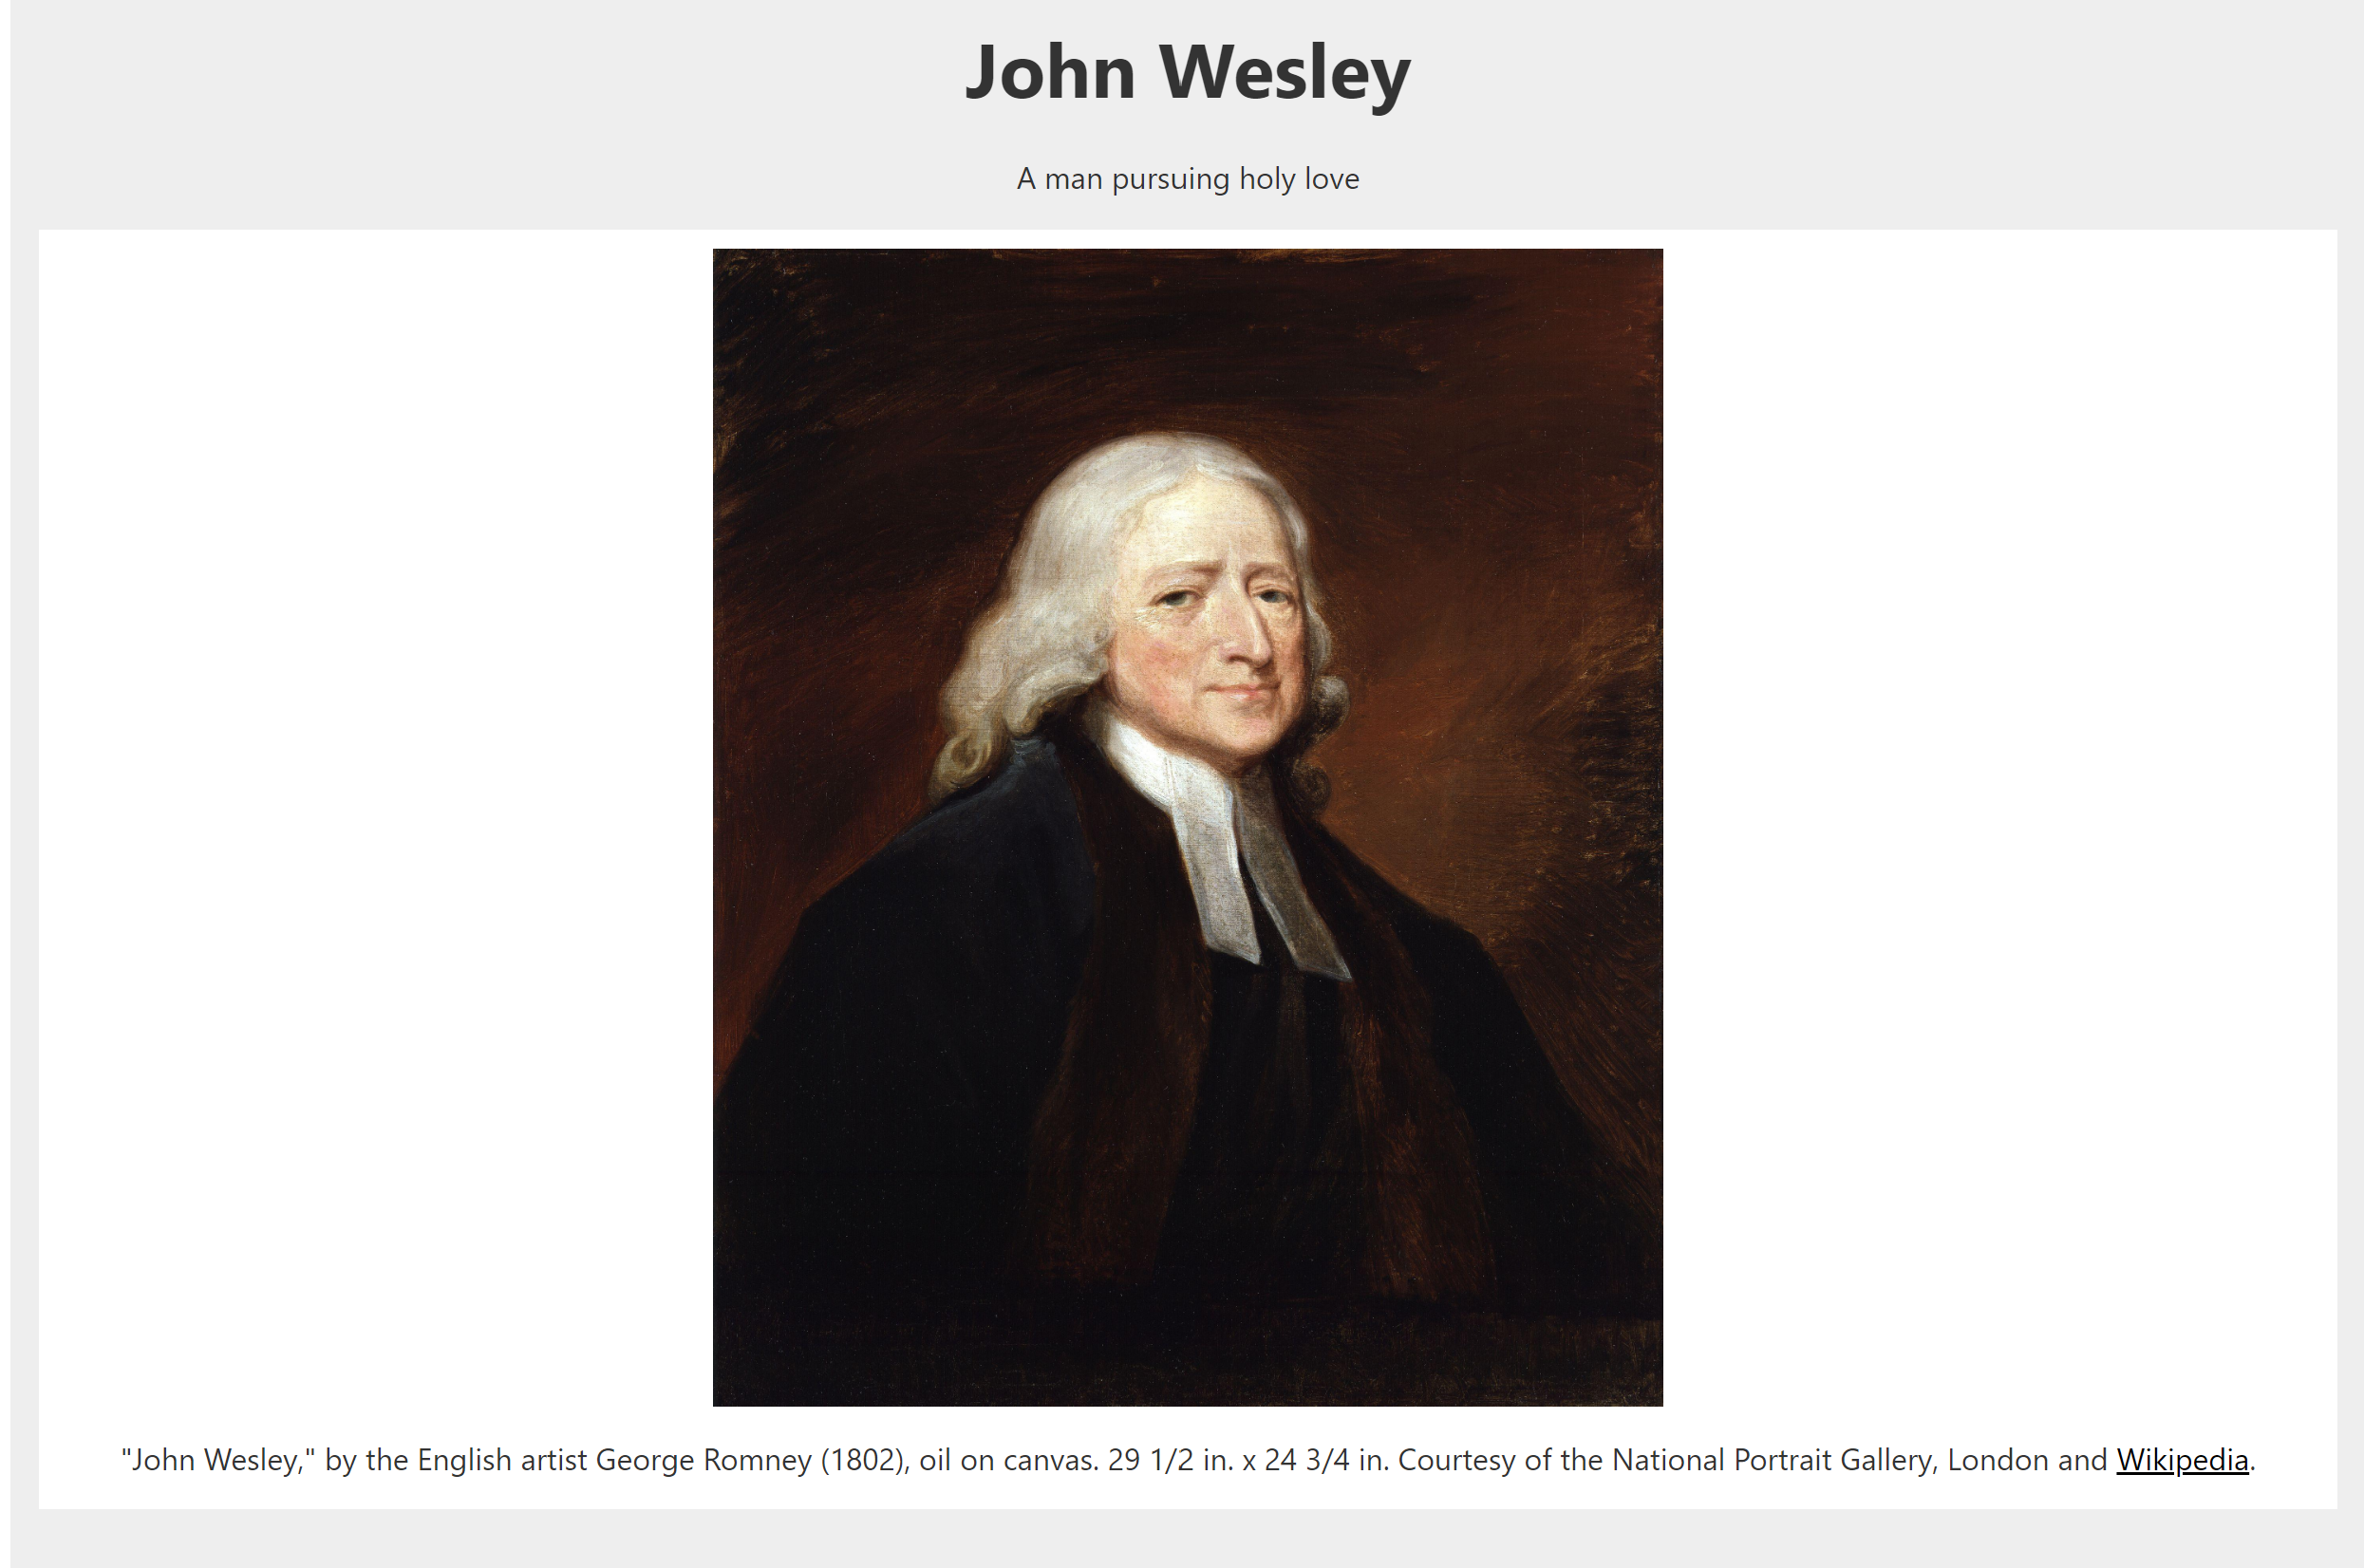 John Wesley
A man pursuing holy love
"John Wesley," by the English artist George Romney (1802), oil on canvas. 29 1/2 in. x 24 3/4 in. Courtesy of the National Portrait Gallery, London and Wikipedia.